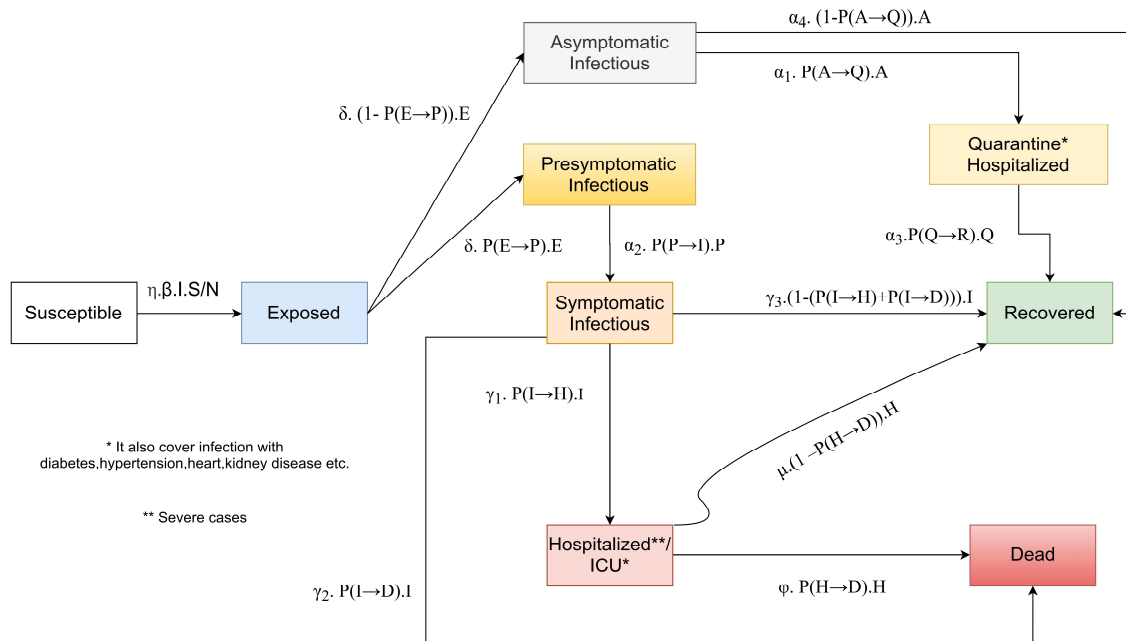 α₄. (1-P(A→Q)).A
Asymptomatic
Infectious
α₁. P(A→Q).A
δ. (1- P(E→P)).E
Quarantine*
Hospitalized
Presymptomatic
Infectious
δ. P(E→P).E
α₂. P(P→I).P
α₃.P(Q→R).Q
Susceptible
η.β.I.S/N
Exposed
Symptomatic
Infectious
γ₃.(1-(P(I→H)+P(I→D))).I
Recovered
γ₁. P(I→H).I
μ.(1 –P(H→D)).H
* It also cover infection with
diabetes,hypertension,heart,kidney disease etc.
** Severe cases
Hospitalized**/
ICU*
Dead
γ₂. P(I→D).I
φ. P(H→D).H